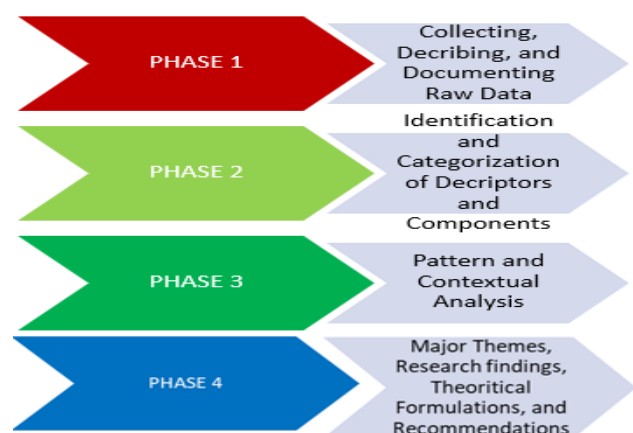 PHASE 1
Collecting,
Decribing, and
Documenting
Raw Data
PHASE 2
Identification
and
Categorization
of Decriptors
and
Components
PHASE 3
Pattern and
Contextual
Analysis
PHASE 4
Major Themes,
Research findings,
Theoritical
Formulations, and
Recommendations